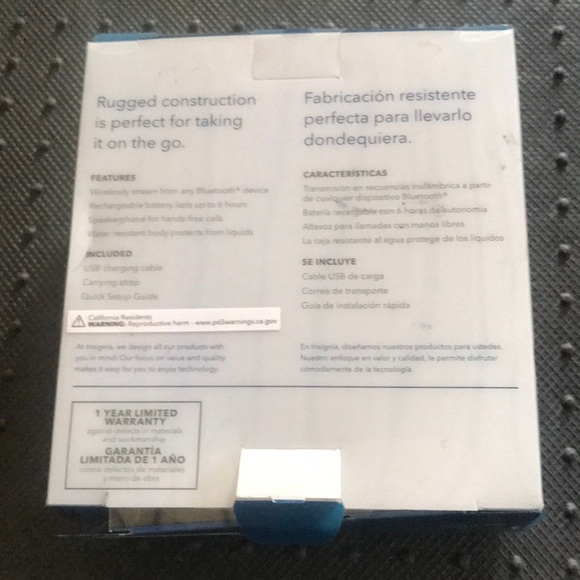 Rugged construction
is perfect for taking
it on the go.
FEATURES
Wirelessly stream from any Bluetooth® device
Rechargeable battery lasts up to 6 hours
Speakerphone for hands-free calls
Water resistant body protects from liquids
INCLUDED
USB charging cable
Carrying strap
Quick Setup Guide
California Residents
WARNING: Reproductive harm - www.p65warnings.ca.gov
At Insignia, we design all our products with
you in mind. Our focus on value and quality
makes it easy for you to enjoy technology.
Fabricación resistente
perfecta para llevarlo
dondequiera.
CARACTERÍSTICAS
Transmisión en secuencias inalámbrica a partir
de cualquier dispositivo Bluetooth®
Batería recargable con 6 horas de autonomía
Altavoz para llamadas con manos libres
La caja resistente al agua protege de los líquidos
SE INCLUYE
Cable USB de carga
Correa de transporte
Guía de instalación rápida
En Insignia, diseñamos nuestros productos para ustedes.
Nuestro enfoque en valor y calidad, le permite disfrutar
cómodamente de la tecnología.
1 YEAR LIMITED
WARRANTY
against defects in materials
and workmanship
GARANTÍA
LIMITADA DE 1 AÑO
contra defectos de materiales
y mano de obra